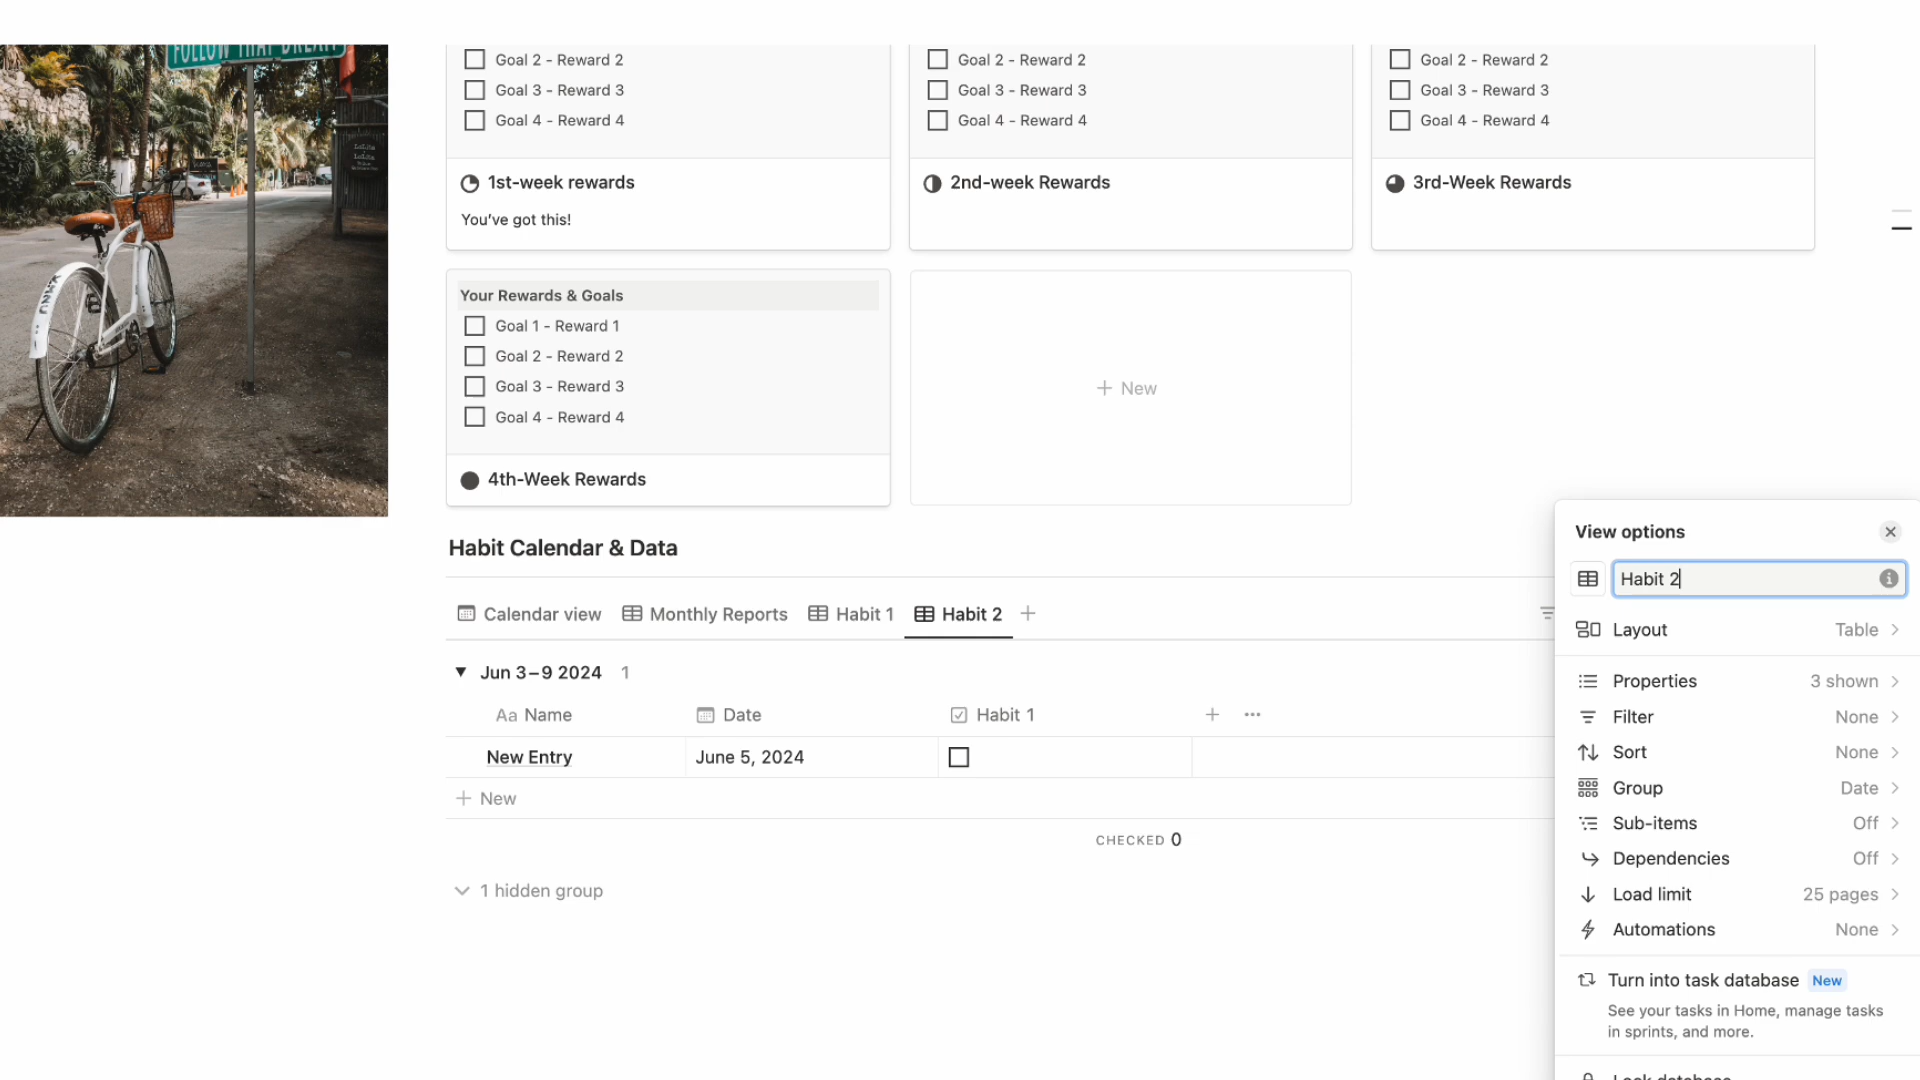 FOLLOW THAT DREAM
Goal 2 - Reward 2
Goal 3 - Reward 3
Goal 4 - Reward 4
Goal 2 - Reward 2
Goal 3 - Reward 3
Goal 4 - Reward 4
Goal 2 - Reward 2
Goal 3 - Reward 3
Goal 4 - Reward 4
1st-week rewards
You've got this!
2nd-week Rewards
3rd-Week Rewards
Your Rewards & Goals
Goal 1 - Reward 1
Goal 2 - Reward 2
Goal 3 - Reward 3
Goal 4 - Reward 4
4th-Week Rewards
+ New
Habit Calendar & Data
Calendar view Monthly Reports Habit 1 Habit 2 +
Jun 3–9 2024 1
Aa Name Date Habit 1 + ...
New Entry June 5, 2024
+ New
CHECKED 0
1 hidden group
View options
Habit 2
Layout Table
Properties 3 shown
Filter None
Sort None
Group Date
Sub-items Off
Dependencies Off
Load limit 25 pages
Automations None
Turn into task database New
See your tasks in Home, manage tasks
in sprints, and more.
Lock database